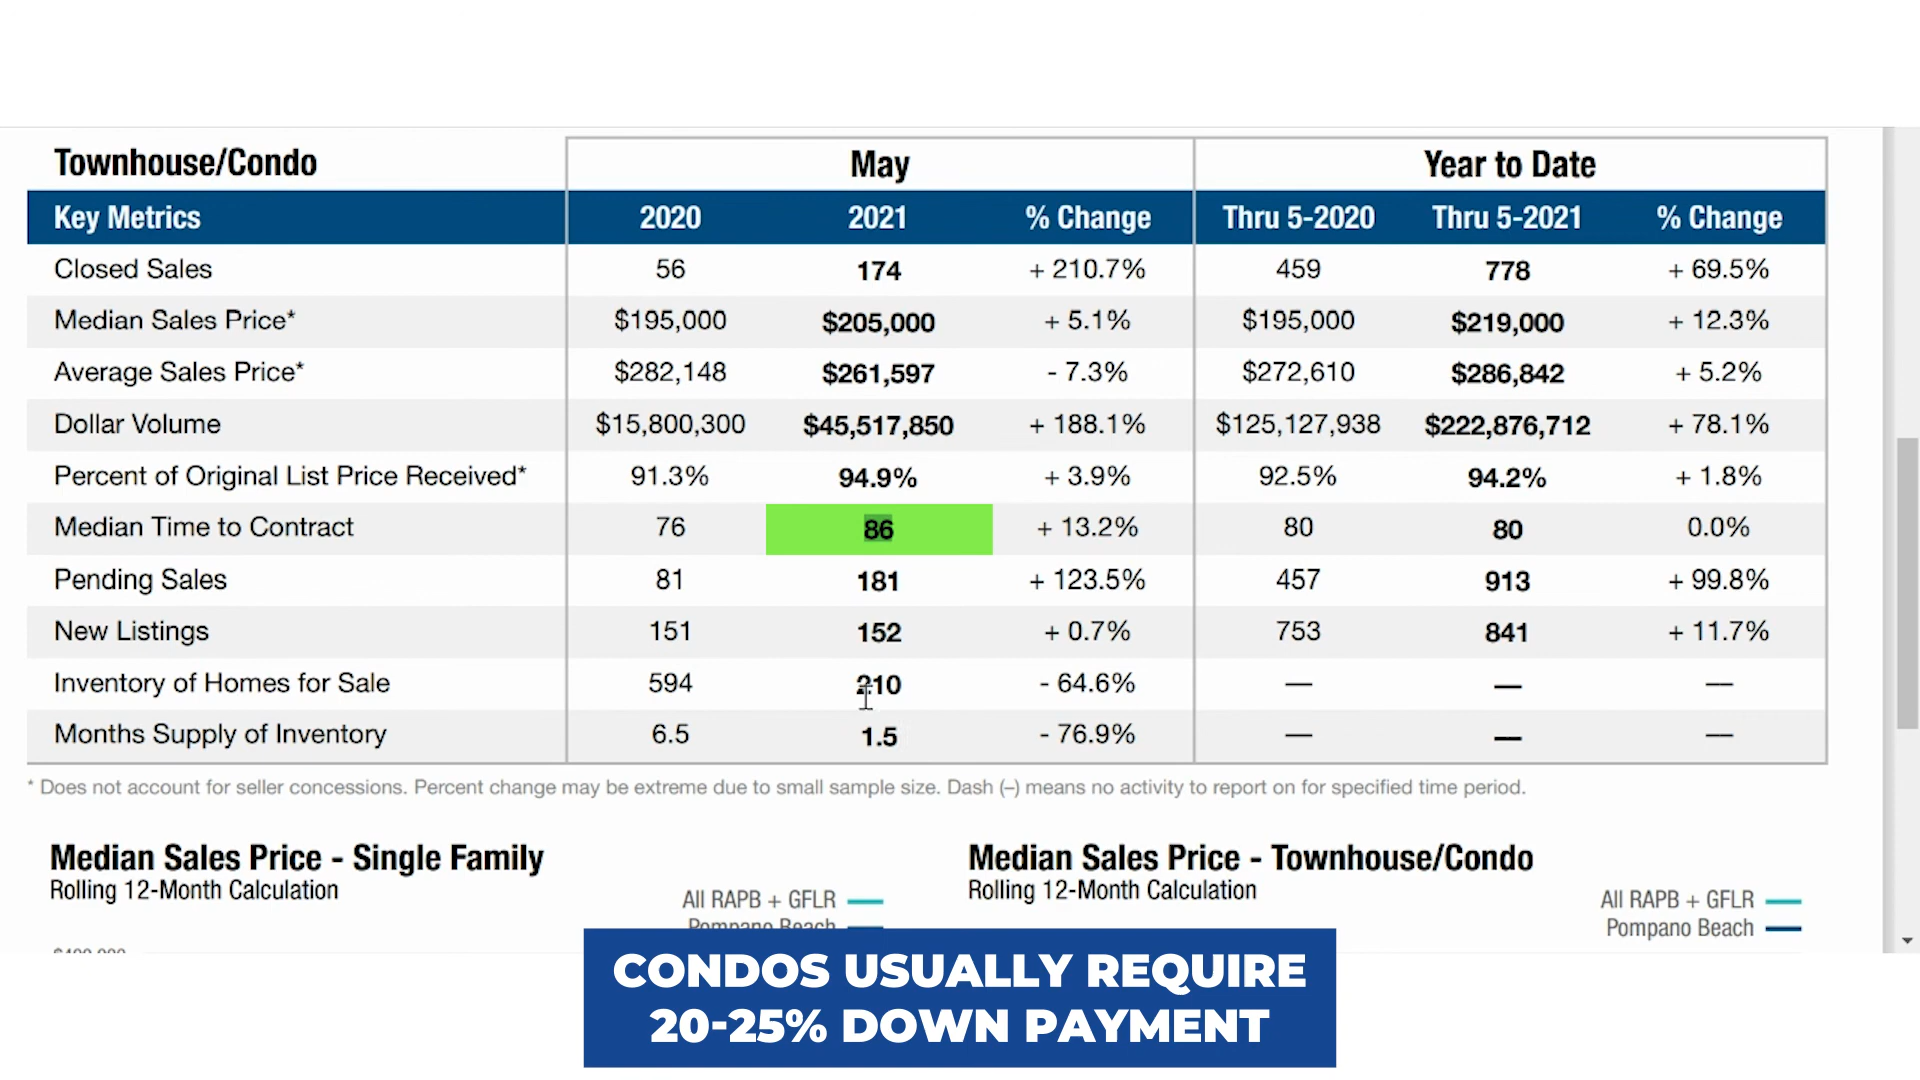 Townhouse/Condo May Year to Date
Key Metrics 2020 2021 % Change Thru 5-2020 Thru 5-2021 % Change
Closed Sales 56 174 + 210.7% 459 778 + 69.5%
Median Sales Price* $195,000 $205,000 + 5.1% $195,000 $219,000 + 12.3%
Average Sales Price* $282,148 $261,597 - 7.3% $272,610 $286,842 + 5.2%
Dollar Volume $15,800,300 $45,517,850 + 188.1% $125,127,938 $222,876,712 + 78.1%
Percent of Original List Price Received* 91.3% 94.9% + 3.9% 92.5% 94.2% + 1.8%
Median Time to Contract 76 86 + 13.2% 80 80 0.0%
Pending Sales 81 181 + 123.5% 457 913 + 99.8%
New Listings 151 152 + 0.7% 753 841 + 11.7%
Inventory of Homes for Sale 594 210 - 64.6% — — —
Months Supply of Inventory 6.5 1.5 - 76.9% — — —
* Does not account for seller concessions. Percent change may be extreme due to small sample size. Dash (–) means no activity to report on for specified time period.
Median Sales Price - Single Family
Rolling 12-Month Calculation
All RAPB + GFLR
Pompano Beach
Median Sales Price - Townhouse/Condo
Rolling 12-Month Calculation
All RAPB + GFLR
Pompano Beach
CONDOS USUALLY REQUIRE
20-25% DOWN PAYMENT